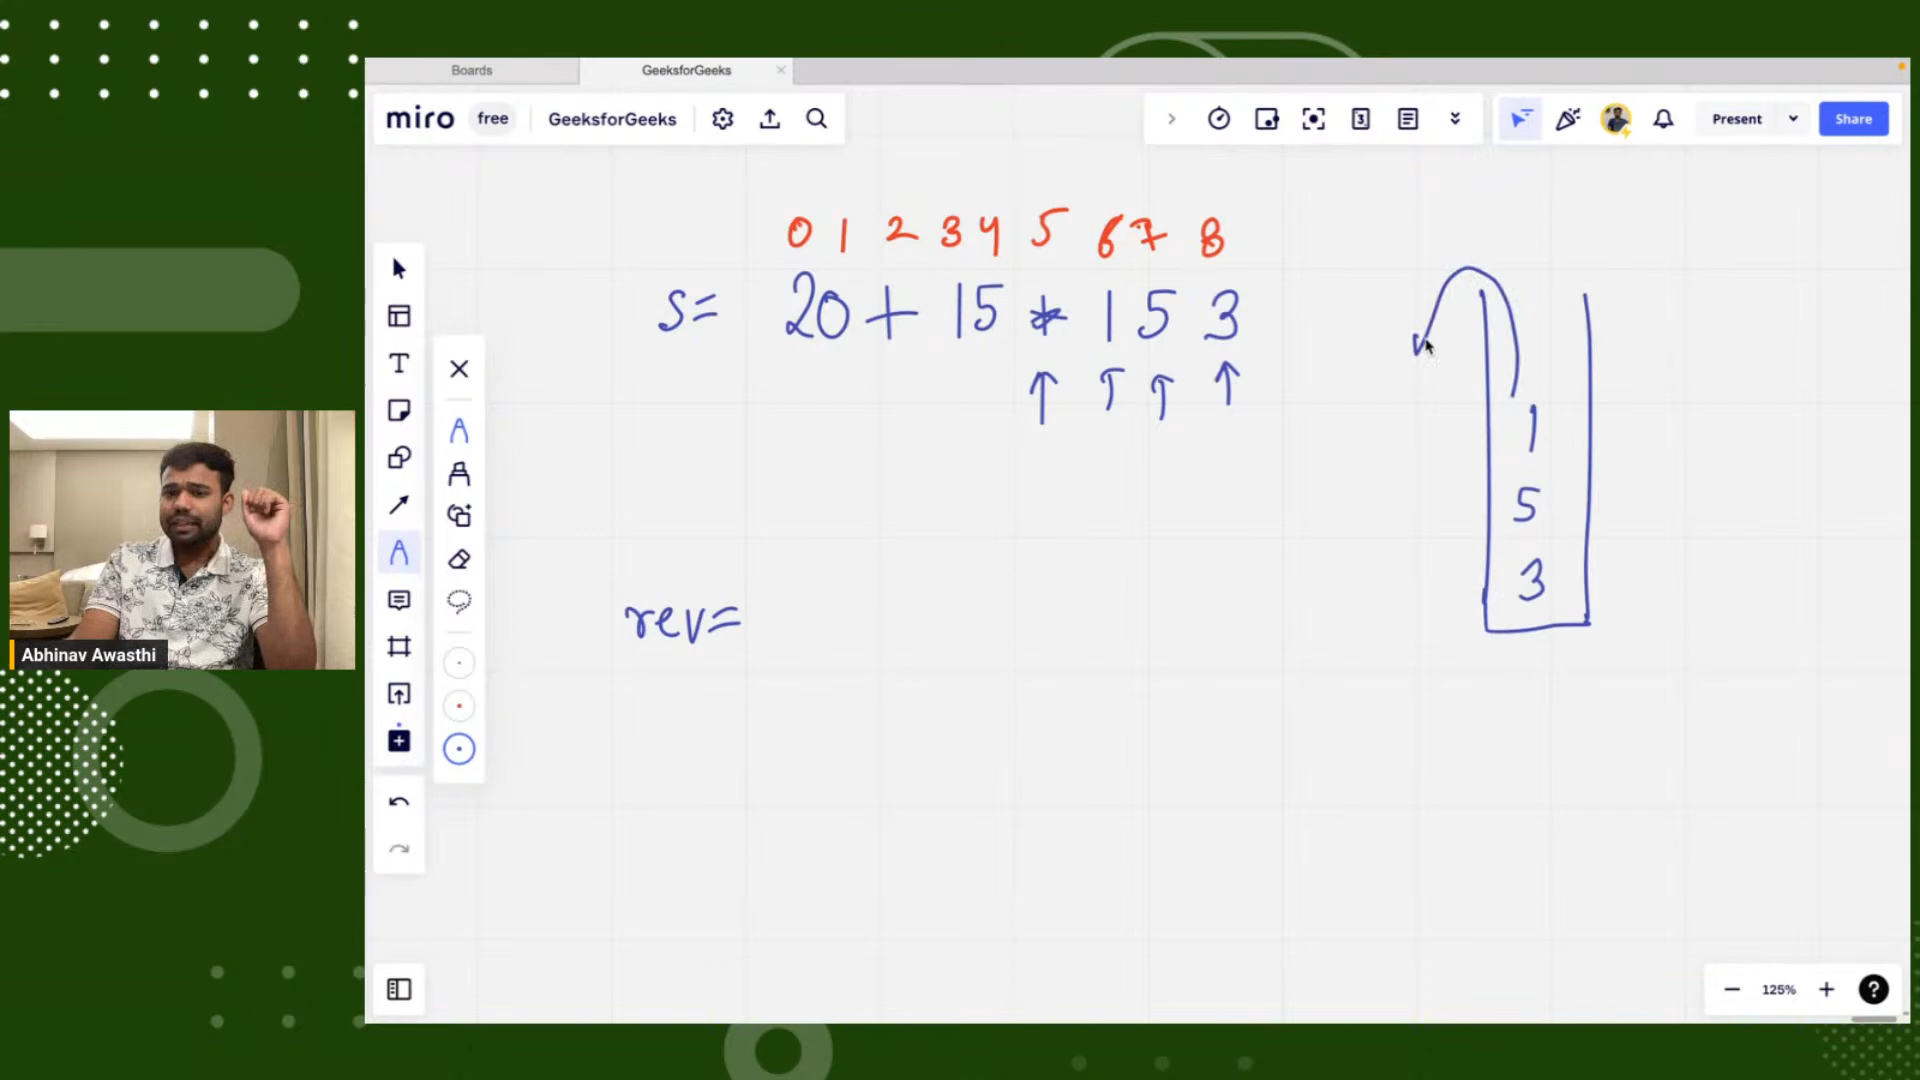 Boards
GeeksforGeeks
miro free GeeksforGeeks
3
Present
Share
0 1 2 3 4 5 6 7 8
s= 20 + 15 * 1 5 3
T
1
5
3
rev=
Abhinav Awasthi
125%
?